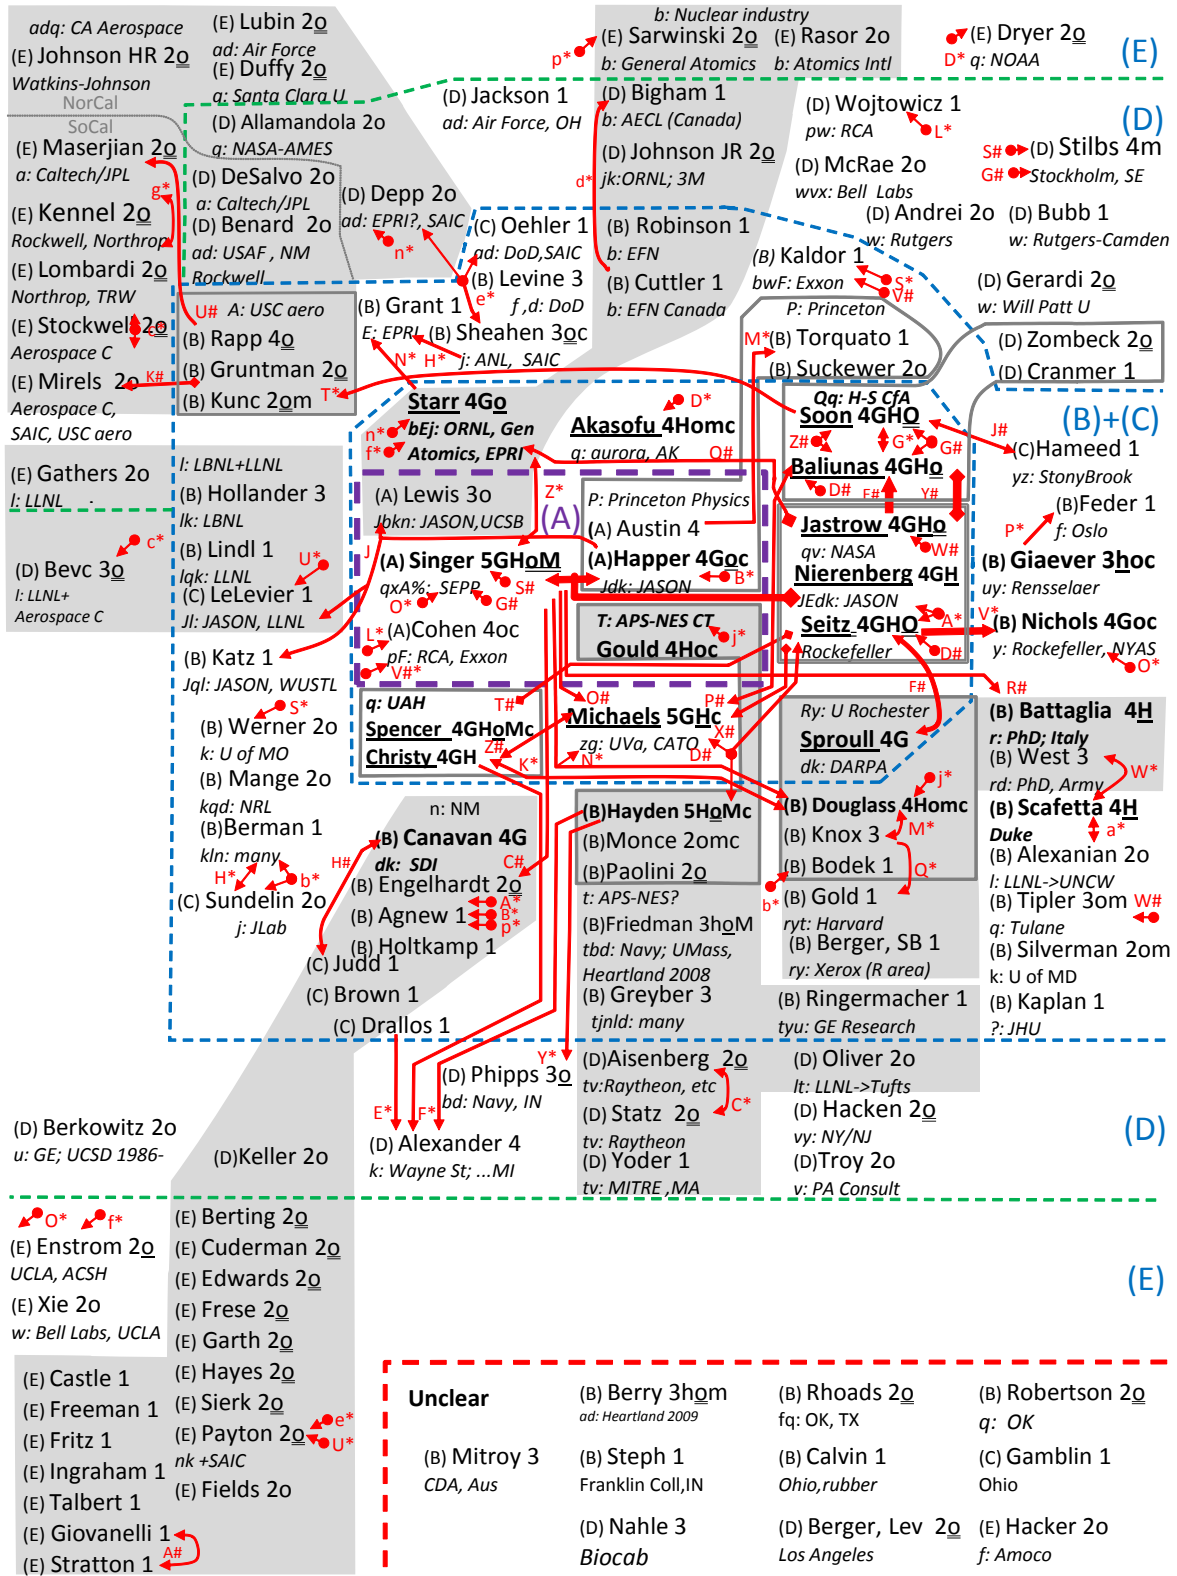 adq: CA Aerospace
(E) Johnson HR 2o
Watkins-Johnson
NorCal
SoCal
(E) Lubin 2o
ad: Air Force
(E) Duffy 2o
q: Santa Clara U
(D) Allamandola 2o
q: NASA-AMES
b: Nuclear industry
p*
(E) Sarwinski 2o
b: General Atomics
(E) Rasor 2o
b: Atomics Intl
(E) Dryer 2o
D* q: NOAA
(E)
(D) Jackson 1
ad: Air Force, OH
(D) Bigham 1
b: AECL (Canada)
(D) Johnson JR 2o
jk:ORNL; 3M
d*
(D) Wojtowicz 1
pw: RCA
L*
(D)
(D) McRae 2o
wvx: Bell Labs
S# (D) Stilbs 4m
G# Stockholm, SE
(E) Maserjian 2o
a: Caltech/JPL
g*
(E) Kennel 2o
Rockwell, Northrop
(E) Lombardi 2o
Northrop, TRW
(E) Stockwell 2o
c*
Aerospace C
(E) Mirels 2o
K#
Aerospace C,
SAIC, USC aero
(D) DeSalvo 2o
a: Caltech/JPL
(D) Benard 2o
ad: USAF , NM
Rockwell
(D) Depp 2o
ad: EPRI?, SAIC
n*
(C) Oehler 1
ad: DoD,SAIC
(B) Levine 3
e* f,d: DoD
(B) Robinson 1
b: EFN
(B) Cuttler 1
b: EFN Canada
(D) Andrei 2o
w: Rutgers
(D) Bubb 1
w: Rutgers-Camden
(B) Kaldor 1
bwF: Exxon
S*
V#
(D) Gerardi 2o
w: Will Patt U
U# A: USC aero
(B) Rapp 4o
(B) Gruntman 2o
(B) Kunc 2om
T*
(B) Grant 1
E: EPRI
N* H*
(B) Sheahen 3oc
j: ANL, SAIC
P: Princeton
M*
(B) Torquato 1
(B) Suckewer 2o
(D) Zombeck 2o
(D) Cranmer 1
(B)+(C)
Starr 4Go
bEj: ORNL, Gen
Atomics, EPRI
n*
f*
Akasofu 4Homc
D*
q: aurora, AK
Q#
Qq: H-S CfA
Soon 4GHO
Z# G* G#
Baliunas 4GHo
D# E# Y#
J#
(C)Hameed 1
yz: StonyBrook
(E) Gathers 2o
l: LLNL
c*
(D) Bevc 3o
l: LLNL+
Aerospace C
l: LBNL+LLNL
(B) Hollander 3
lk: LBNL
(B) Lindl 1
lqk: LLNL
U*
(C) LeLevier 1
Jl: JASON, LLNL
(A) Lewis 3o
Jbkn: JASON,UCSB
Z*
(A)
J
(A) Singer 5GHoM
qxA%: SEPP
S#
O* G#
L*
(A)Cohen 4oc
pF: RCA, Exxon
V#*
P: Princeton Physics
(A) Austin 4
(A)Happer 4Goc
Jdk: JASON
B*
T: APS-NES CT
j*
Gould 4Hoc
Jastrow 4GHo
qv: NASA
W#
Nierenberg 4GH
JEdk: JASON
Seitz 4GHO
A*
Rockefeller
D#
(B) Feder 1
P*
f: Oslo
(B) Giaever 3hoc
uy: Rensselaer
V*
(B) Nichols 4Goc
y: Rockefeller, NYAS
O*
(B) Katz 1
Jql: JASON, WUSTL
S*
(B) Werner 2o
k: U of MO
(B) Mange 2o
kqd: NRL
(B)Berman 1
kln: many
H* b*
(C) Sundelin 2o
j: JLab
q: UAH
T#
Spencer 4GHoMc
Z#
Christy 4GH
K*
O#
Michaels 5GHc
zg: UVa, CATO
N*
P#
X#
D#
Ry: U Rochester
F#
Sproull 4G
dk: DARPA
R#
(B) Battaglia 4H
r: PhD; Italy
(B) West 3
rd: PhD, Army
W*
(B) Scafetta 4H
Duke
a*
(B) Alexanian 2o
l: LLNL->UNCW
(B) Tipler 3om
W#
q: Tulane
(B) Silverman 2om
k: U of MD
(B) Kaplan 1
?: JHU
n: NM
(B) Canavan 4G
dk: SDI
H#
C#
(B) Engelhardt 2o
A*
(B) Agnew 1
B*
p*
(B) Holtkamp 1
(C) Judd 1
(C) Brown 1
(C) Drallos 1
(B)Hayden 5HoMc
(B)Monce 2omc
(B)Paolini 2o
t: APS-NES?
(B)Friedman 3hoM
tbd: Navy; UMass,
Heartland 2008
(B) Greyber 3
tjnld: many
j*
(B) Douglass 4Homc
M*
(B) Knox 3
Q*
(B) Bodek 1
b*
(B) Gold 1
ryt: Harvard
(B) Berger, SB 1
ry: Xerox (R area)
(B) Ringermacher 1
tyu: GE Research
Y*
(D) Phipps 3o
bd: Navy, IN
E* F*
(D) Alexander 4
k: Wayne St; ...MI
(D)Aisenberg 2o
tv:Raytheon, etc
C*
(D) Statz 2o
tv: Raytheon
(D) Yoder 1
tv: MITRE ,MA
(D) Oliver 2o
lt: LLNL->Tufts
(D) Hacken 2o
vy: NY/NJ
(D)Troy 2o
v: PA Consult
(D)
(D) Berkowitz 2o
u: GE; UCSD 1986-
(D)Keller 2o
O* f*
(E) Enstrom 2o
UCLA, ACSH
(E) Xie 2o
w: Bell Labs, UCLA
(E) Berting 2o
(E) Cuderman 2o
(E) Edwards 2o
(E) Frese 2o
(E) Garth 2o
(E) Hayes 2o
(E) Sierk 2o
(E) Payton 2o
e*
U*
nk +SAIC
(E) Fields 2o
(E)
(E) Castle 1
(E) Freeman 1
(E) Fritz 1
(E) Ingraham 1
(E) Talbert 1
(E) Giovanelli 1
A#
(E) Stratton 1
Unclear
(B) Berry 3hom
ad: Heartland 2009
(B) Rhoads 2o
fq: OK, TX
(B) Robertson 2o
q: OK
(B) Mitroy 3
CDA, Aus
(B) Steph 1
Franklin Coll,IN
(B) Calvin 1
Ohio,rubber
(C) Gamblin 1
Ohio
(D) Nahle 3
Biocab
(D) Berger, Lev 2o
Los Angeles
(E) Hacker 2o
f: Amoco